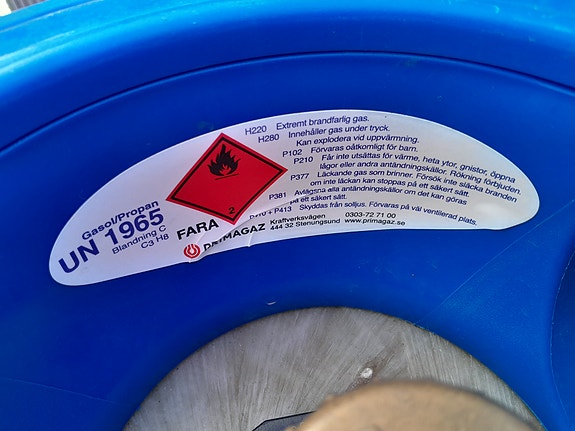 Gasol/Propan
UN 1965
Blandning C
C3 H8
2
FARA
PRIMAGAZ
H220 Extremt brandfarlig gas.
H280 Innehåller gas under tryck.
Kan explodera vid uppvärmning.
P102 Förvaras oåtkomligt för barn.
P210 Får inte utsättas för värme, heta ytor, gnistor, öppna
lågor eller andra antändningskällor. Rökning förbjuden.
P377 Läckande gas som brinner. Försök inte släcka branden
om inte läckan kan stoppas på ett säkert sätt.
P381 Avlägsna alla antändningskällor om det kan göras
på ett säkert sätt.
+ P413 Skyddas från solljus. Förvaras på väl ventilerad plats.
Kraftverksvägen 0303-72 71 00
444 32 Stenungsund www.primagaz.se